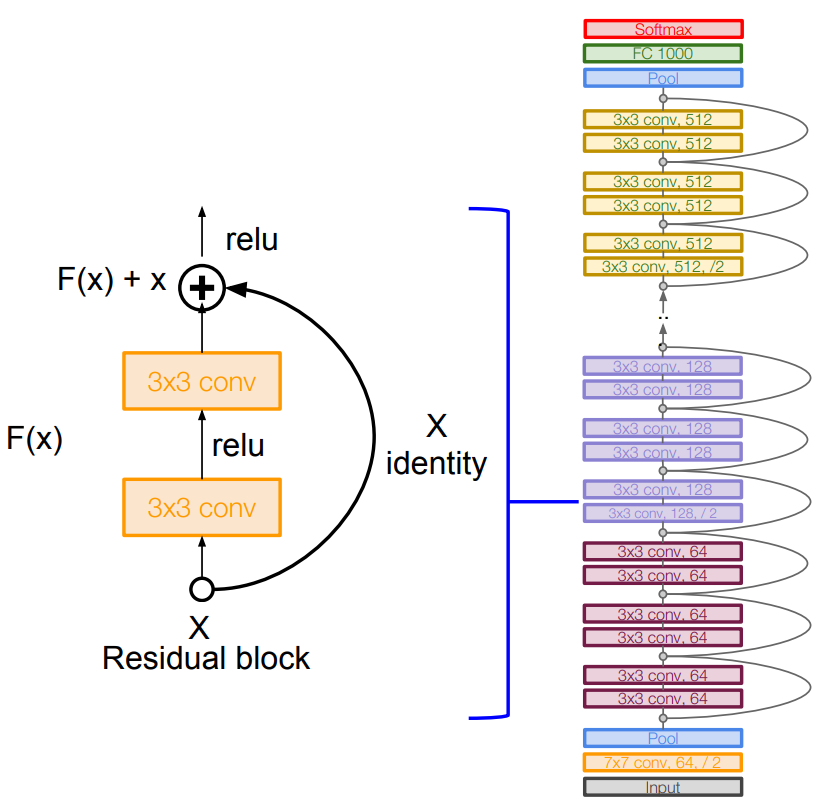 relu
F(x) + x
3x3 conv
F(x)
relu
X
identity
3x3 conv
X
Residual block
Softmax
FC 1000
Pool
3x3 conv, 512
3x3 conv, 512
3x3 conv, 512
3x3 conv, 512
3x3 conv, 512
3x3 conv, 512, /2
..
3x3 conv, 128
3x3 conv, 128
3x3 conv, 128
3x3 conv, 128
3x3 conv, 128
3x3 conv, 128, / 2
3x3 conv, 64
3x3 conv, 64
3x3 conv, 64
3x3 conv, 64
3x3 conv, 64
3x3 conv, 64
Pool
7x7 conv, 64, / 2
Input